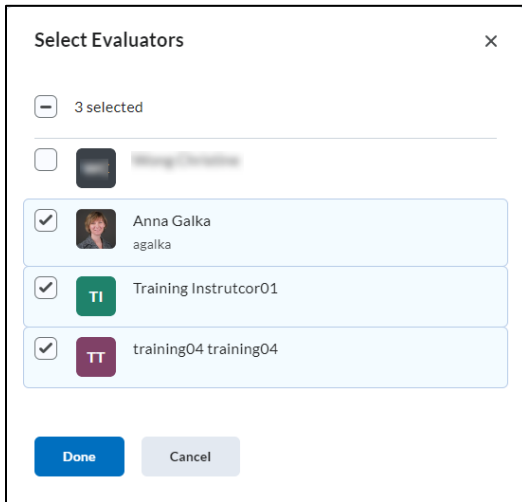 Select Evaluators
3 selected
Anna Galka
agalka
TI
Training Instrutcor01
TT
training04 training04
Done
Cancel